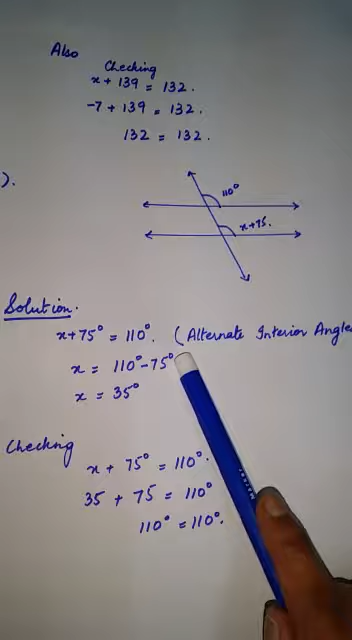 Also
Checking
x + 139 = 132.
-7 + 139 = 132.
132 = 132.
).
110°
x+75.
Solution.
x+75° = 110°. (Alternate Interior Angle
x = 110° - 75°
x = 35°
Checking
x + 75° = 110°.
35 + 75 = 110°
110° = 110°.